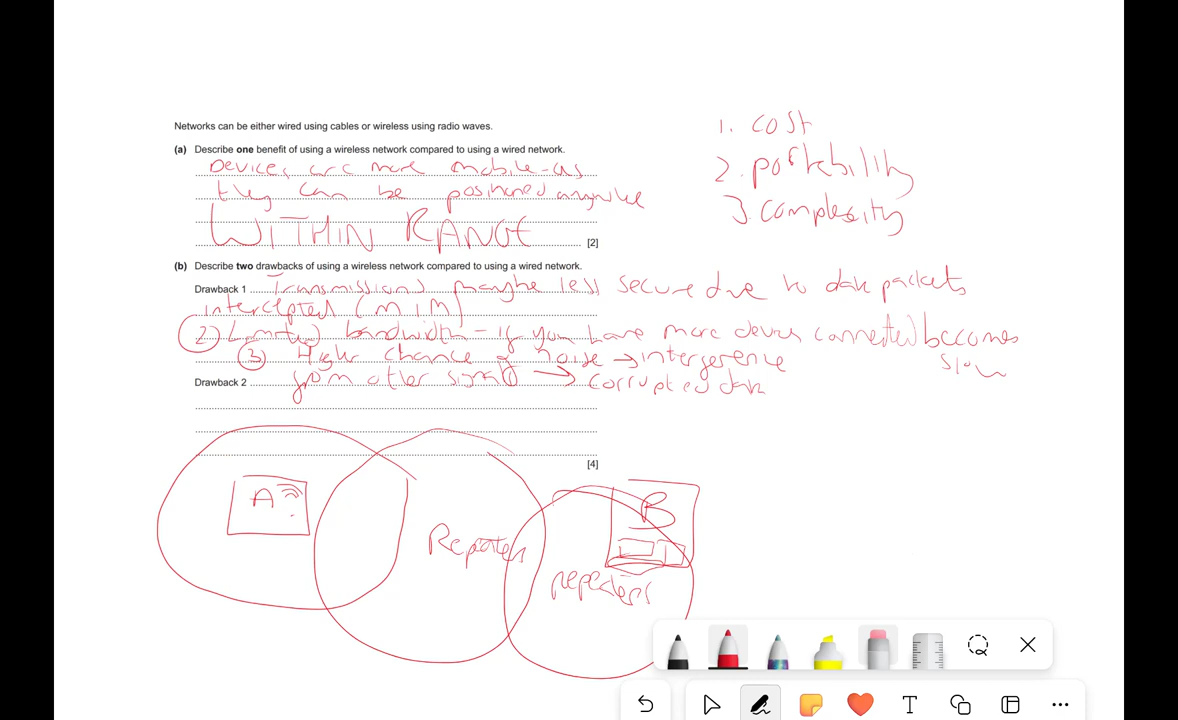 Networks can be either wired using cables or wireless using radio waves.
(a) Describe one benefit of using a wireless network compared to using a wired network.
Devices are more mobile as
they can be positioned anywhere
WITHIN RANGE
[2]
1. cost
2. portability
3. complexity
(b) Describe two drawbacks of using a wireless network compared to using a wired network.
Drawback 1 Transmissions maybe less secure due to data packets
intercepted (MIM)
(2) Limited bandwidth - if you have more devices connected becomes
slow
(3) Higher chance of noise → interference
from other signals → corrupted data
Drawback 2
[4]
A
Repeaters
B
repeaters
T